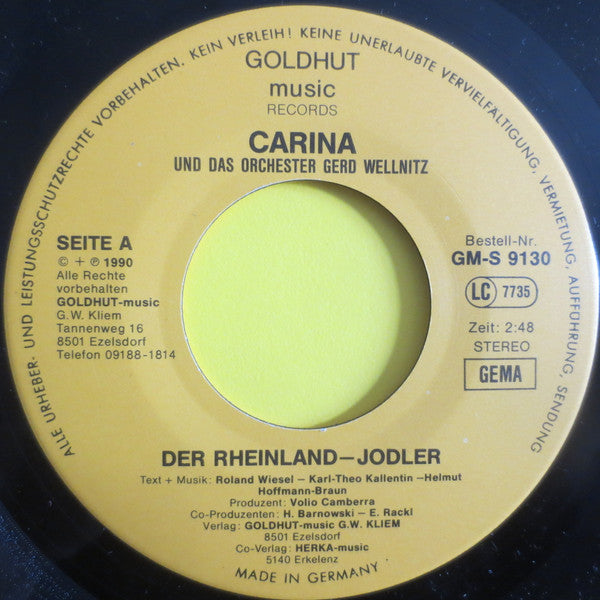 ALLE URHEBER- UND LEISTUNGSSCHUTZRECHTE VORBEHALTEN. KEIN VERLEIH! KEINE UNERLAUBTE VERVIELFÄLTIGUNG, VERMIETUNG, AUFFÜHRUNG, SENDUNG
GOLDHUT
music
RECORDS
CARINA
UND DAS ORCHESTER GERD WELLNITZ
SEITE A
© + ℗ 1990
Alle Rechte
vorbehalten
GOLDHUT-music
G.W. Kliem
Tannenweg 16
8501 Ezelsdorf
Telefon 09188-1814
Bestell-Nr.
GM-S 9130
LC 7735
Zeit: 2:48
STEREO
GEMA
DER RHEINLAND–JODLER
Text + Musik: Roland Wiesel – Karl-Theo Kallentin –Helmut
Hoffmann-Braun
Produzent: Volio Camberra
Co-Produzenten: H. Barnowski – E. Rackl
Verlag: GOLDHUT-music G.W. KLIEM
8501 Ezelsdorf
Co-Verlag: HERKA-music
5140 Erkelenz
MADE IN GERMANY